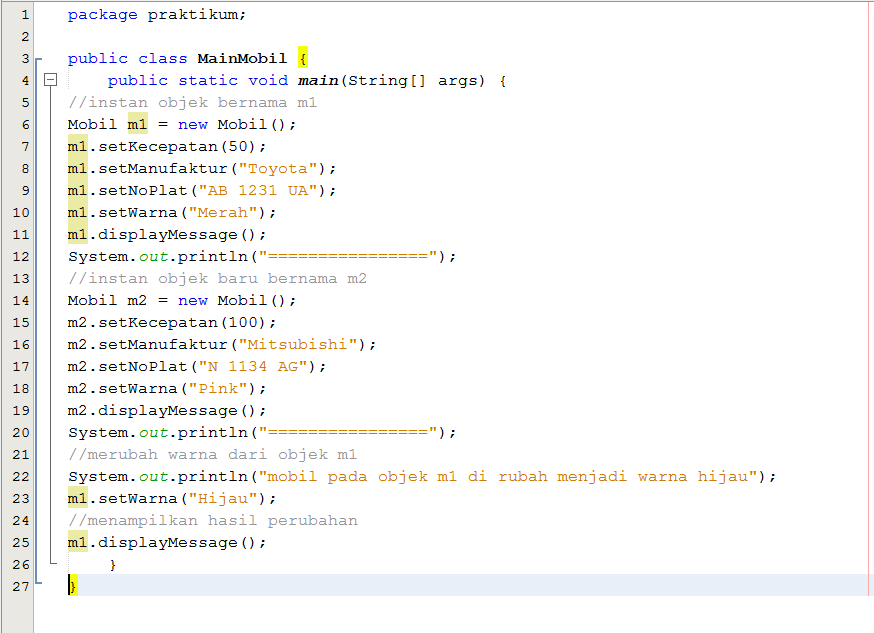 1 package praktikum;
2
3 public class MainMobil {
4 public static void main(String[] args) {
5 //instan objek bernama m1
6 Mobil m1 = new Mobil();
7 m1.setKecepatan(50);
8 m1.setManufaktur("Toyota");
9 m1.setNoPlat("AB 1231 UA");
10 m1.setWarna("Merah");
11 m1.displayMessage();
12 System.out.println("================");
13 //instan objek baru bernama m2
14 Mobil m2 = new Mobil();
15 m2.setKecepatan(100);
16 m2.setManufaktur("Mitsubishi");
17 m2.setNoPlat("N 1134 AG");
18 m2.setWarna("Pink");
19 m2.displayMessage();
20 System.out.println("================");
21 //merubah warna dari objek m1
22 System.out.println("mobil pada objek m1 di rubah menjadi warna hijau");
23 m1.setWarna("Hijau");
24 //menampilkan hasil perubahan
25 m1.displayMessage();
26 }
27 }